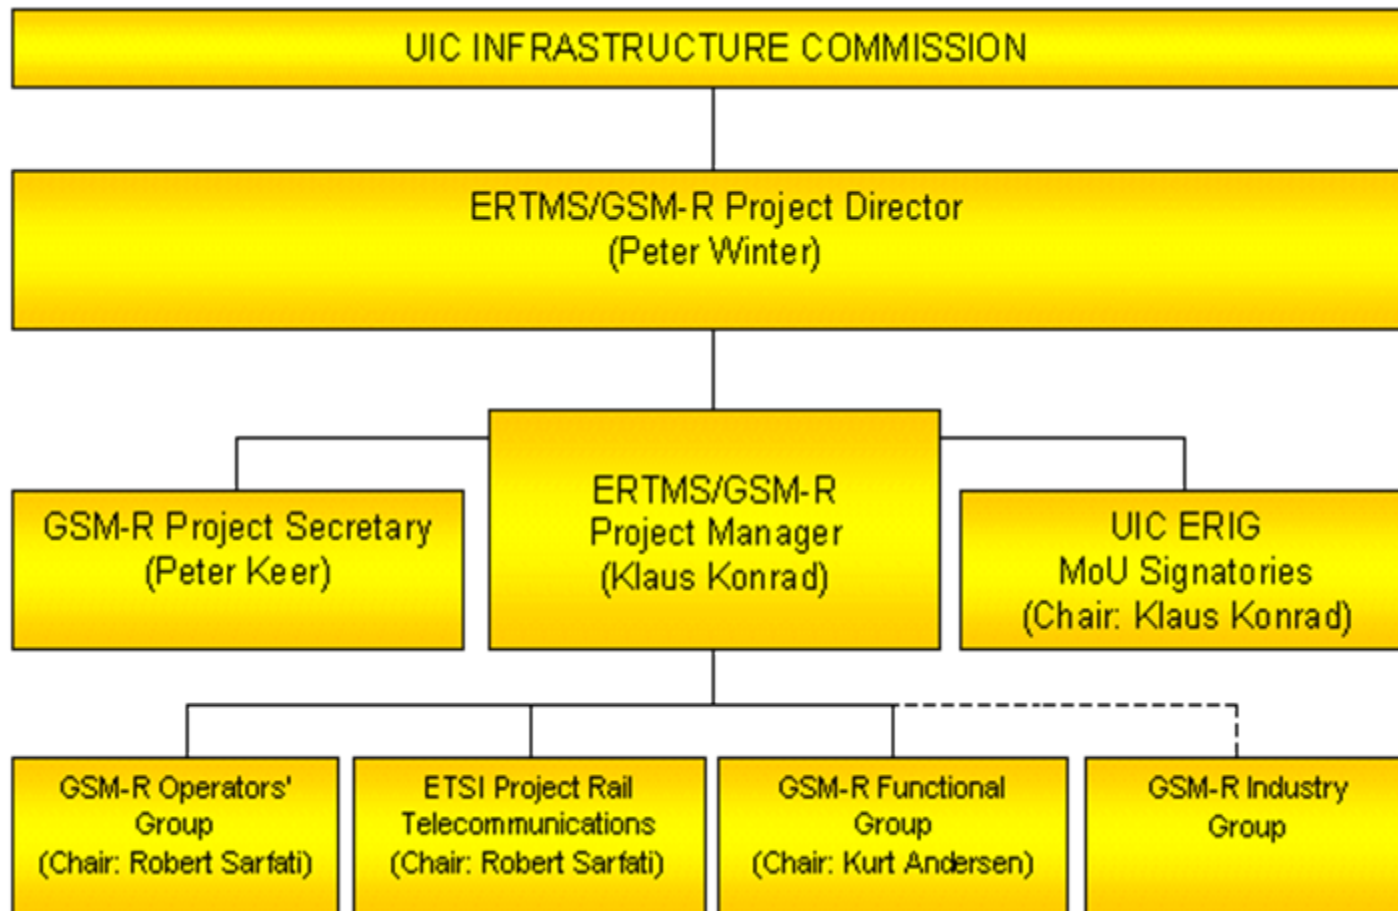 UIC INFRASTRUCTURE COMMISSION
ERTMS/GSM-R Project Director
(Peter Winter)
GSM-R Project Secretary
(Peter Keer)
ERTMS/GSM-R
Project Manager
(Klaus Konrad)
UIC ERIG
MoU Signatories
(Chair: Klaus Konrad)
GSM-R Operators'
Group
(Chair: Robert Sarfati)
ETSI Project Rail
Telecommunications
(Chair: Robert Sarfati)
GSM-R Functional
Group
(Chair: Kurt Andersen)
GSM-R Industry
Group